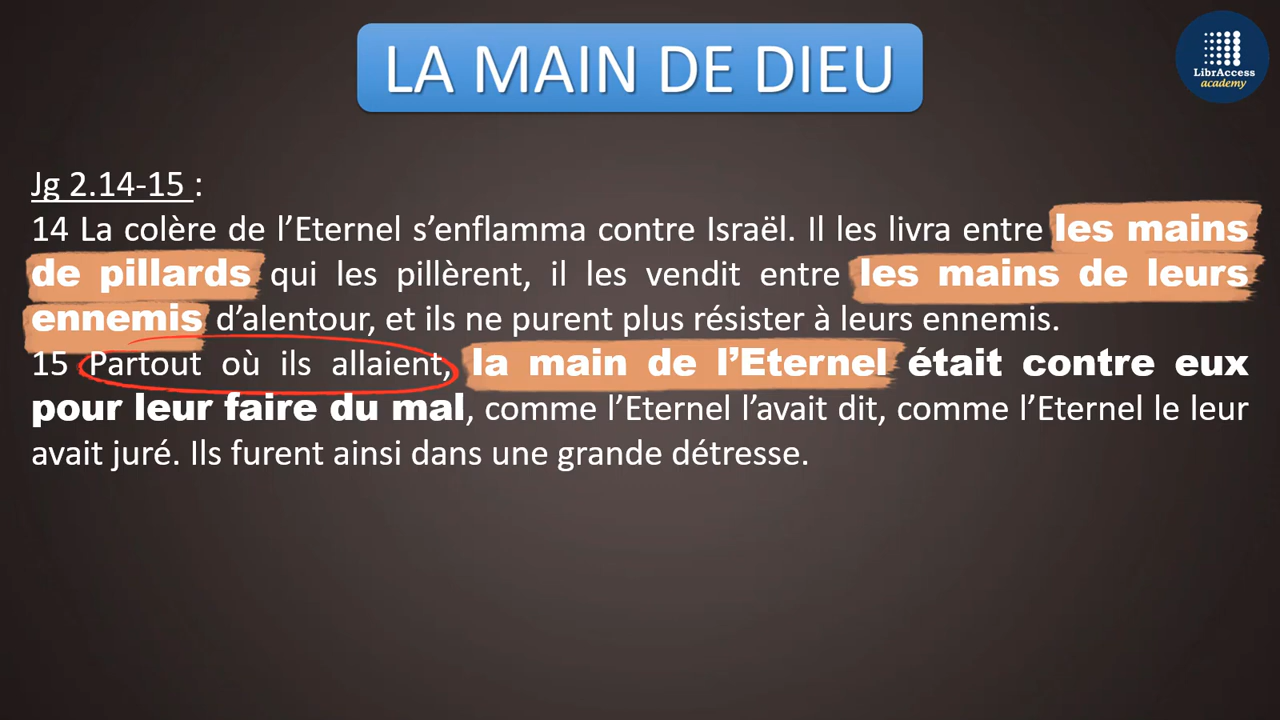 LA MAIN DE DIEU
LibrAccess
academy
Jg 2.14-15 :
14 La colère de l’Eternel s’enflamma contre Israël. Il les livra entre les mains
de pillards qui les pillèrent, il les vendit entre les mains de leurs
ennemis d’alentour, et ils ne purent plus résister à leurs ennemis.
15 Partout où ils allaient, la main de l’Eternel était contre eux
pour leur faire du mal, comme l’Eternel l’avait dit, comme l’Eternel le leur
avait juré. Ils furent ainsi dans une grande détresse.